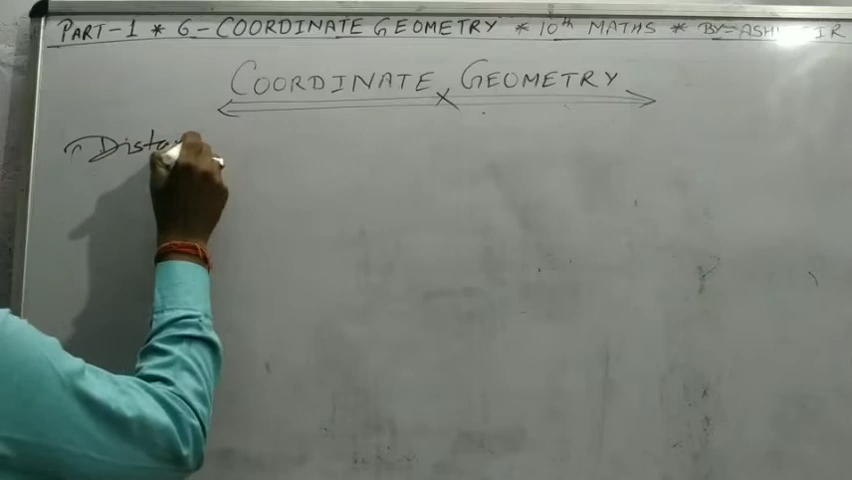 PART-1 * 6-COORDINATE GEOMETRY * 10th MATHS * BY-ASH
COORDINATE GEOMETRY
Dista